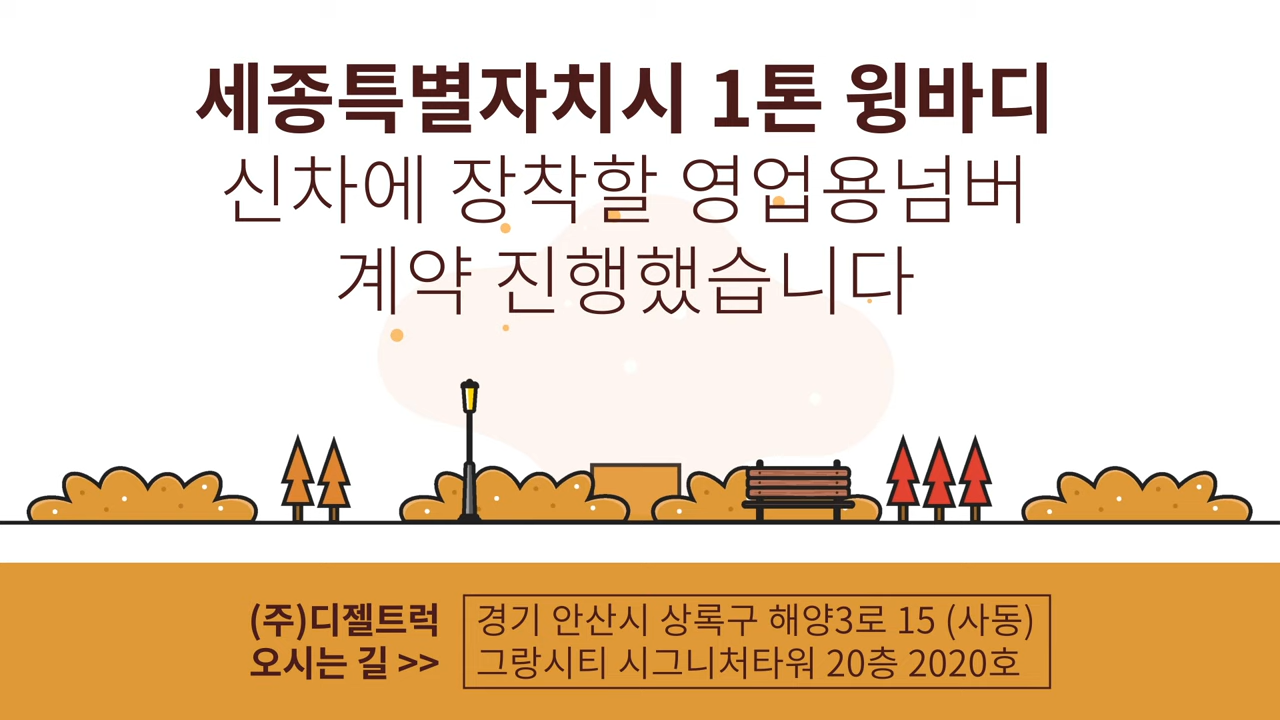 세종특별자치시 1톤 윙바디
신차에 장착할 영업용넘버
계약 진행했습니다
(주)디젤트럭
오시는 길 >>
경기 안산시 상록구 해양3로 15 (사동)
그랑시티 시그니처타워 20층 2020호